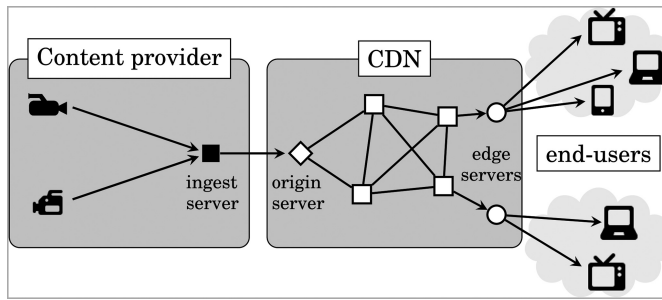 Content provider
CDN
ingest
server
origin
server
edge
servers
end-users